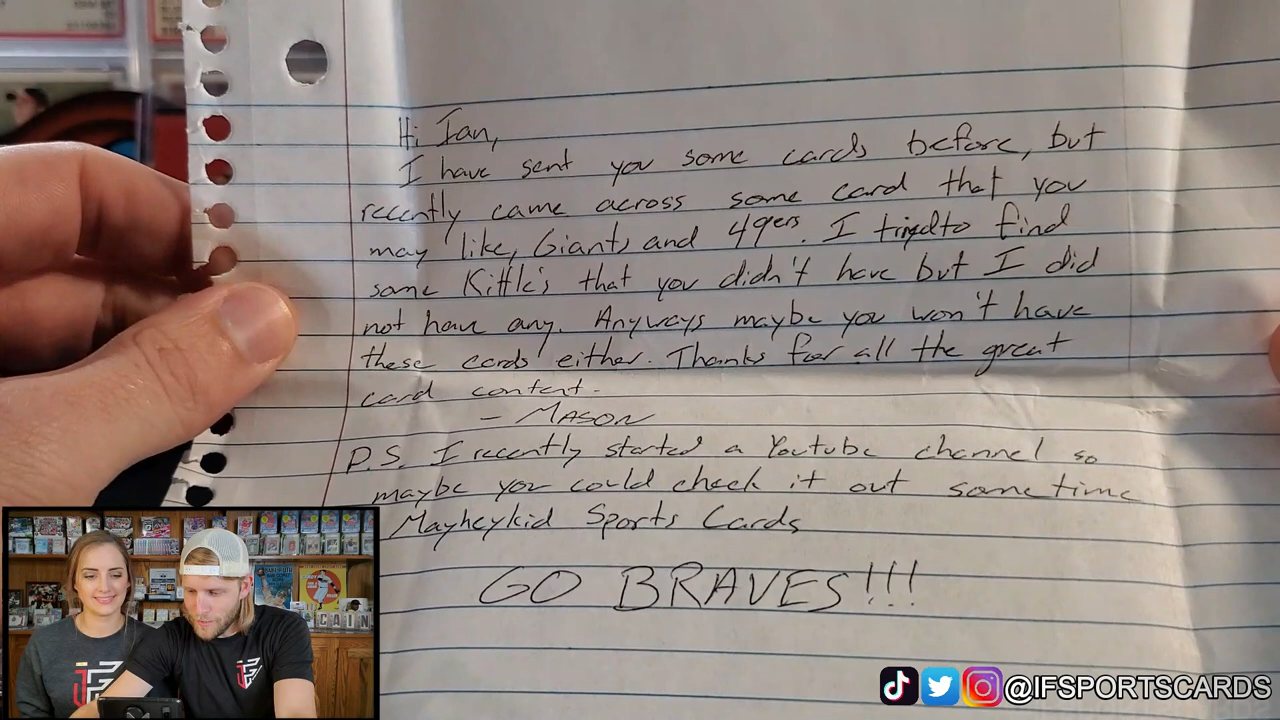 Hi Ian,
I have sent you some cards before, but
recently came across some card that you
may like, Giants and 49ers. I tried to find
some Kittle's that you didn't have but I did
not have any. Anyways maybe you won't have
these cards either. Thanks for all the great
card content.
- MASON
P.S. I recently started a Youtube channel so
maybe you could check it out sometime
Mayheykid Sports Cards
GO BRAVES!!!
@IFSPORTSCARDS